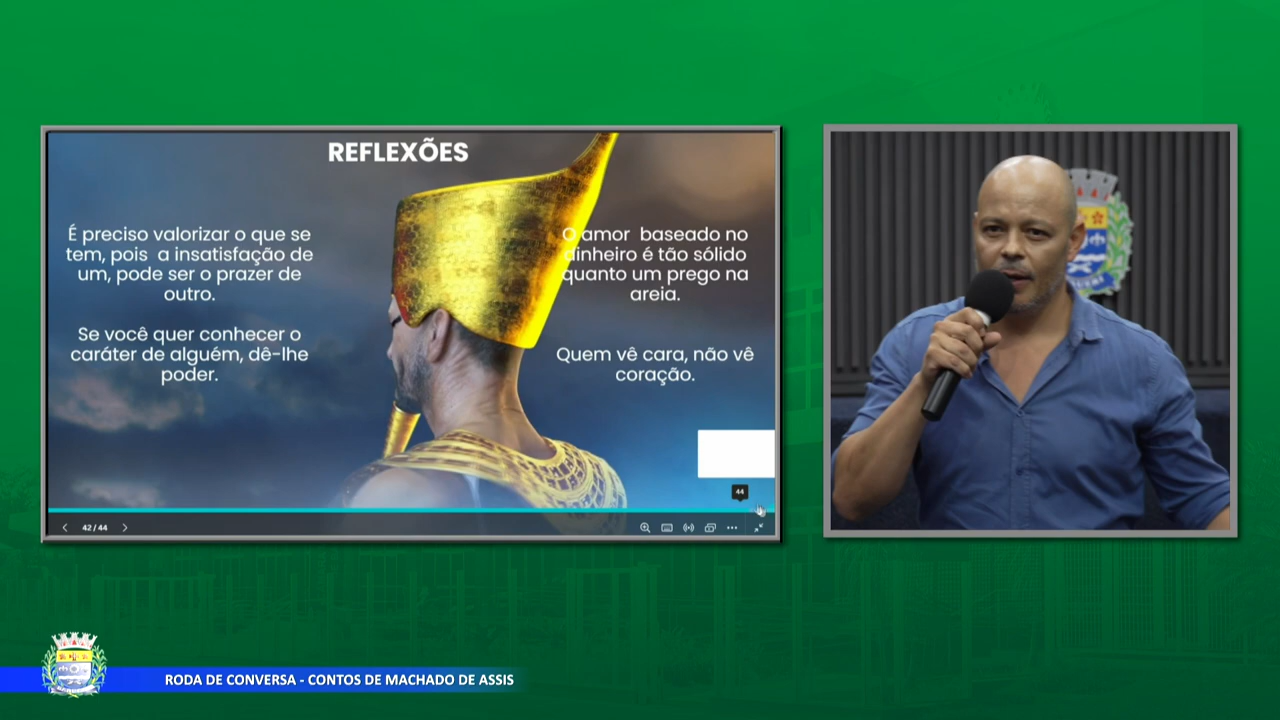 REFLEXÕES
É preciso valorizar o que se
tem, pois a insatisfação de
um, pode ser o prazer de
outro.
Se você quer conhecer o
caráter de alguém, dê-lhe
poder.
O amor baseado no
dinheiro é tão sólido
quanto um prego na
areia.
Quem vê cara, não vê
coração.
44
42 / 44
RODA DE CONVERSA - CONTOS DE MACHADO DE ASSIS